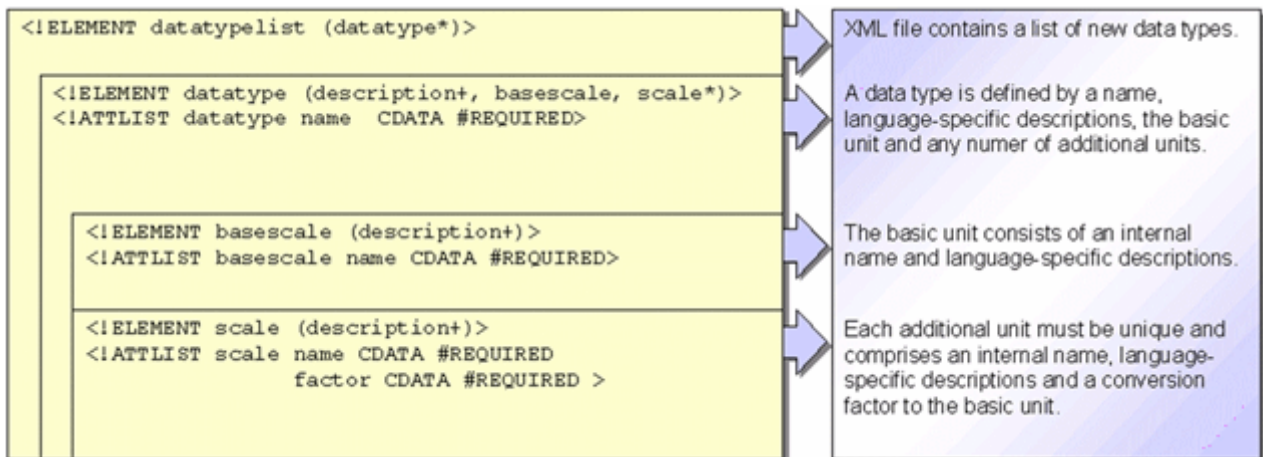 <!ELEMENT datatypelist (datatype*)>
XML file contains a list of new data types.
<!ELEMENT datatype (description+, basescale, scale*)>
<!ATTLIST datatype name CDATA #REQUIRED>
A data type is defined by a name,
language-specific descriptions, the basic
unit and any numer of additional units.
<!ELEMENT basescale (description+)>
<!ATTLIST basescale name CDATA #REQUIRED>
The basic unit consists of an internal
name and language-specific descriptions.
<!ELEMENT scale (description+)>
<!ATTLIST scale name CDATA #REQUIRED
factor CDATA #REQUIRED >
Each additional unit must be unique and
comprises an internal name, language-
specific descriptions and a conversion
factor to the basic unit.